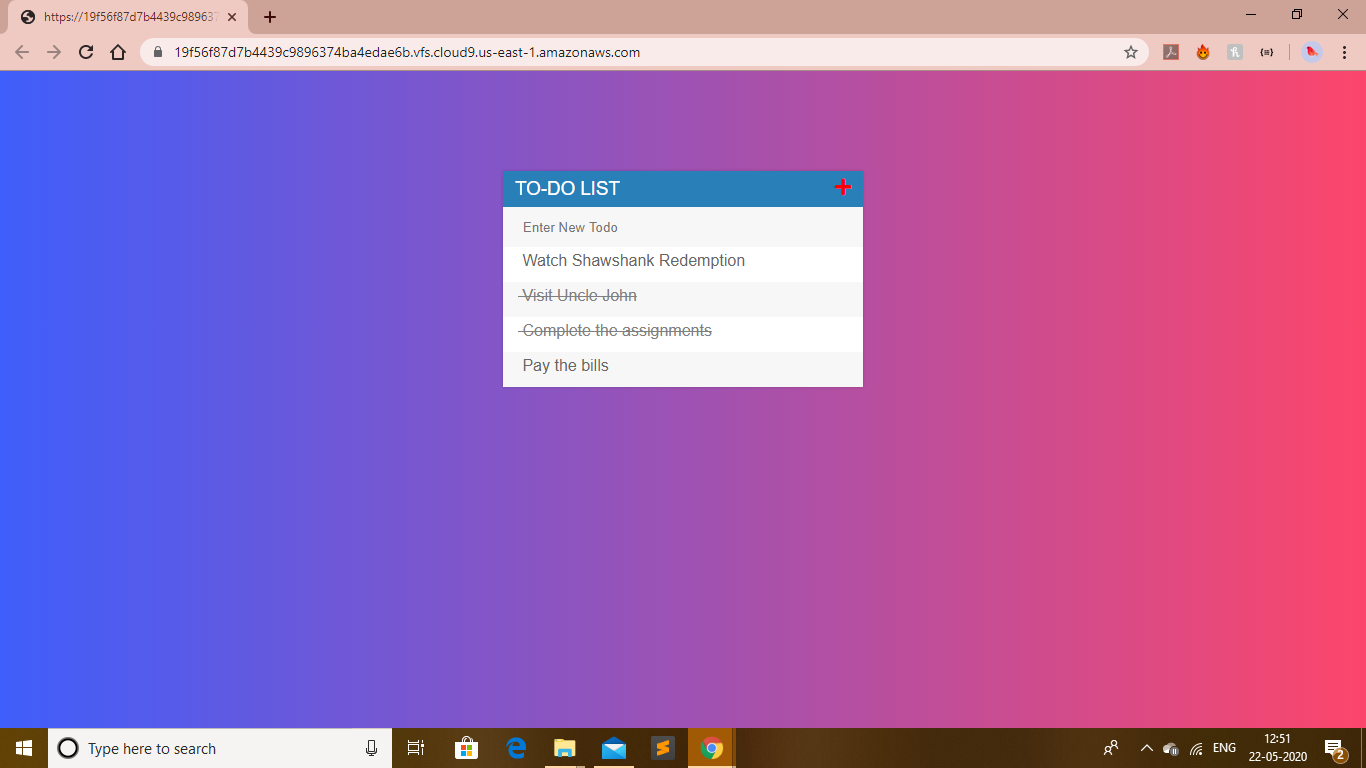 https://19f56f87d7b4439c989637
19f56f87d7b4439c9896374ba4edae6b.vfs.cloud9.us-east-1.amazonaws.com
TO-DO LIST
Enter New Todo
Watch Shawshank Redemption
Visit Uncle John
Complete the assignments
Pay the bills
Type here to search
ENG
12:51
22-05-2020
2